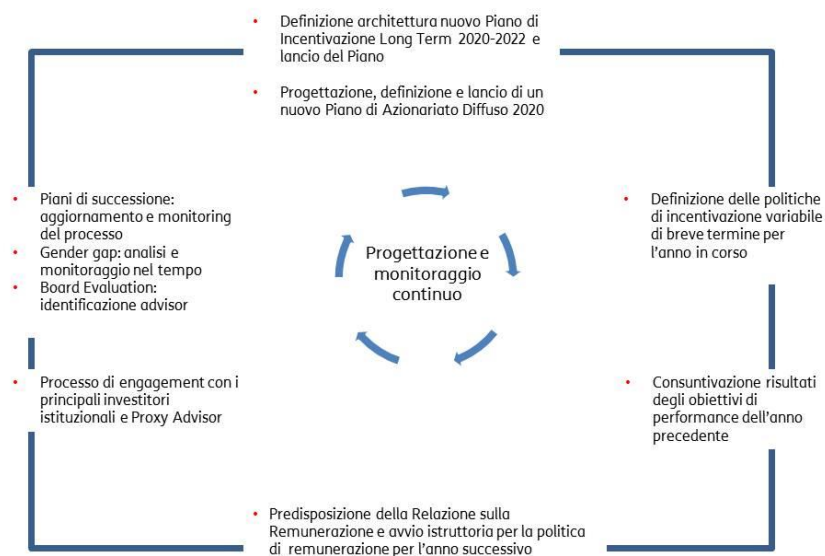 • Definizione architettura nuovo Piano di
Incentivazione Long Term 2020-2022 e
lancio del Piano
• Progettazione, definizione e lancio di un
nuovo Piano di Azionariato Diffuso 2020
• Piani di successione:
aggiornamento e monitoring
del processo
• Gender gap: analisi e
monitoraggio nel tempo
• Board Evaluation:
identificazione advisor
Progettazione e
monitoraggio
continuo
• Definizione delle politiche
di incentivazione variabile
di breve termine per
l'anno in corso
• Processo di engagement con i
principali investitori
istituzionali e Proxy Advisor
• Consuntivazione risultati
degli obiettivi di
performance dell'anno
precedente
• Predisposizione della Relazione sulla
Remunerazione e avvio istruttoria per la politica
di remunerazione per l'anno successivo